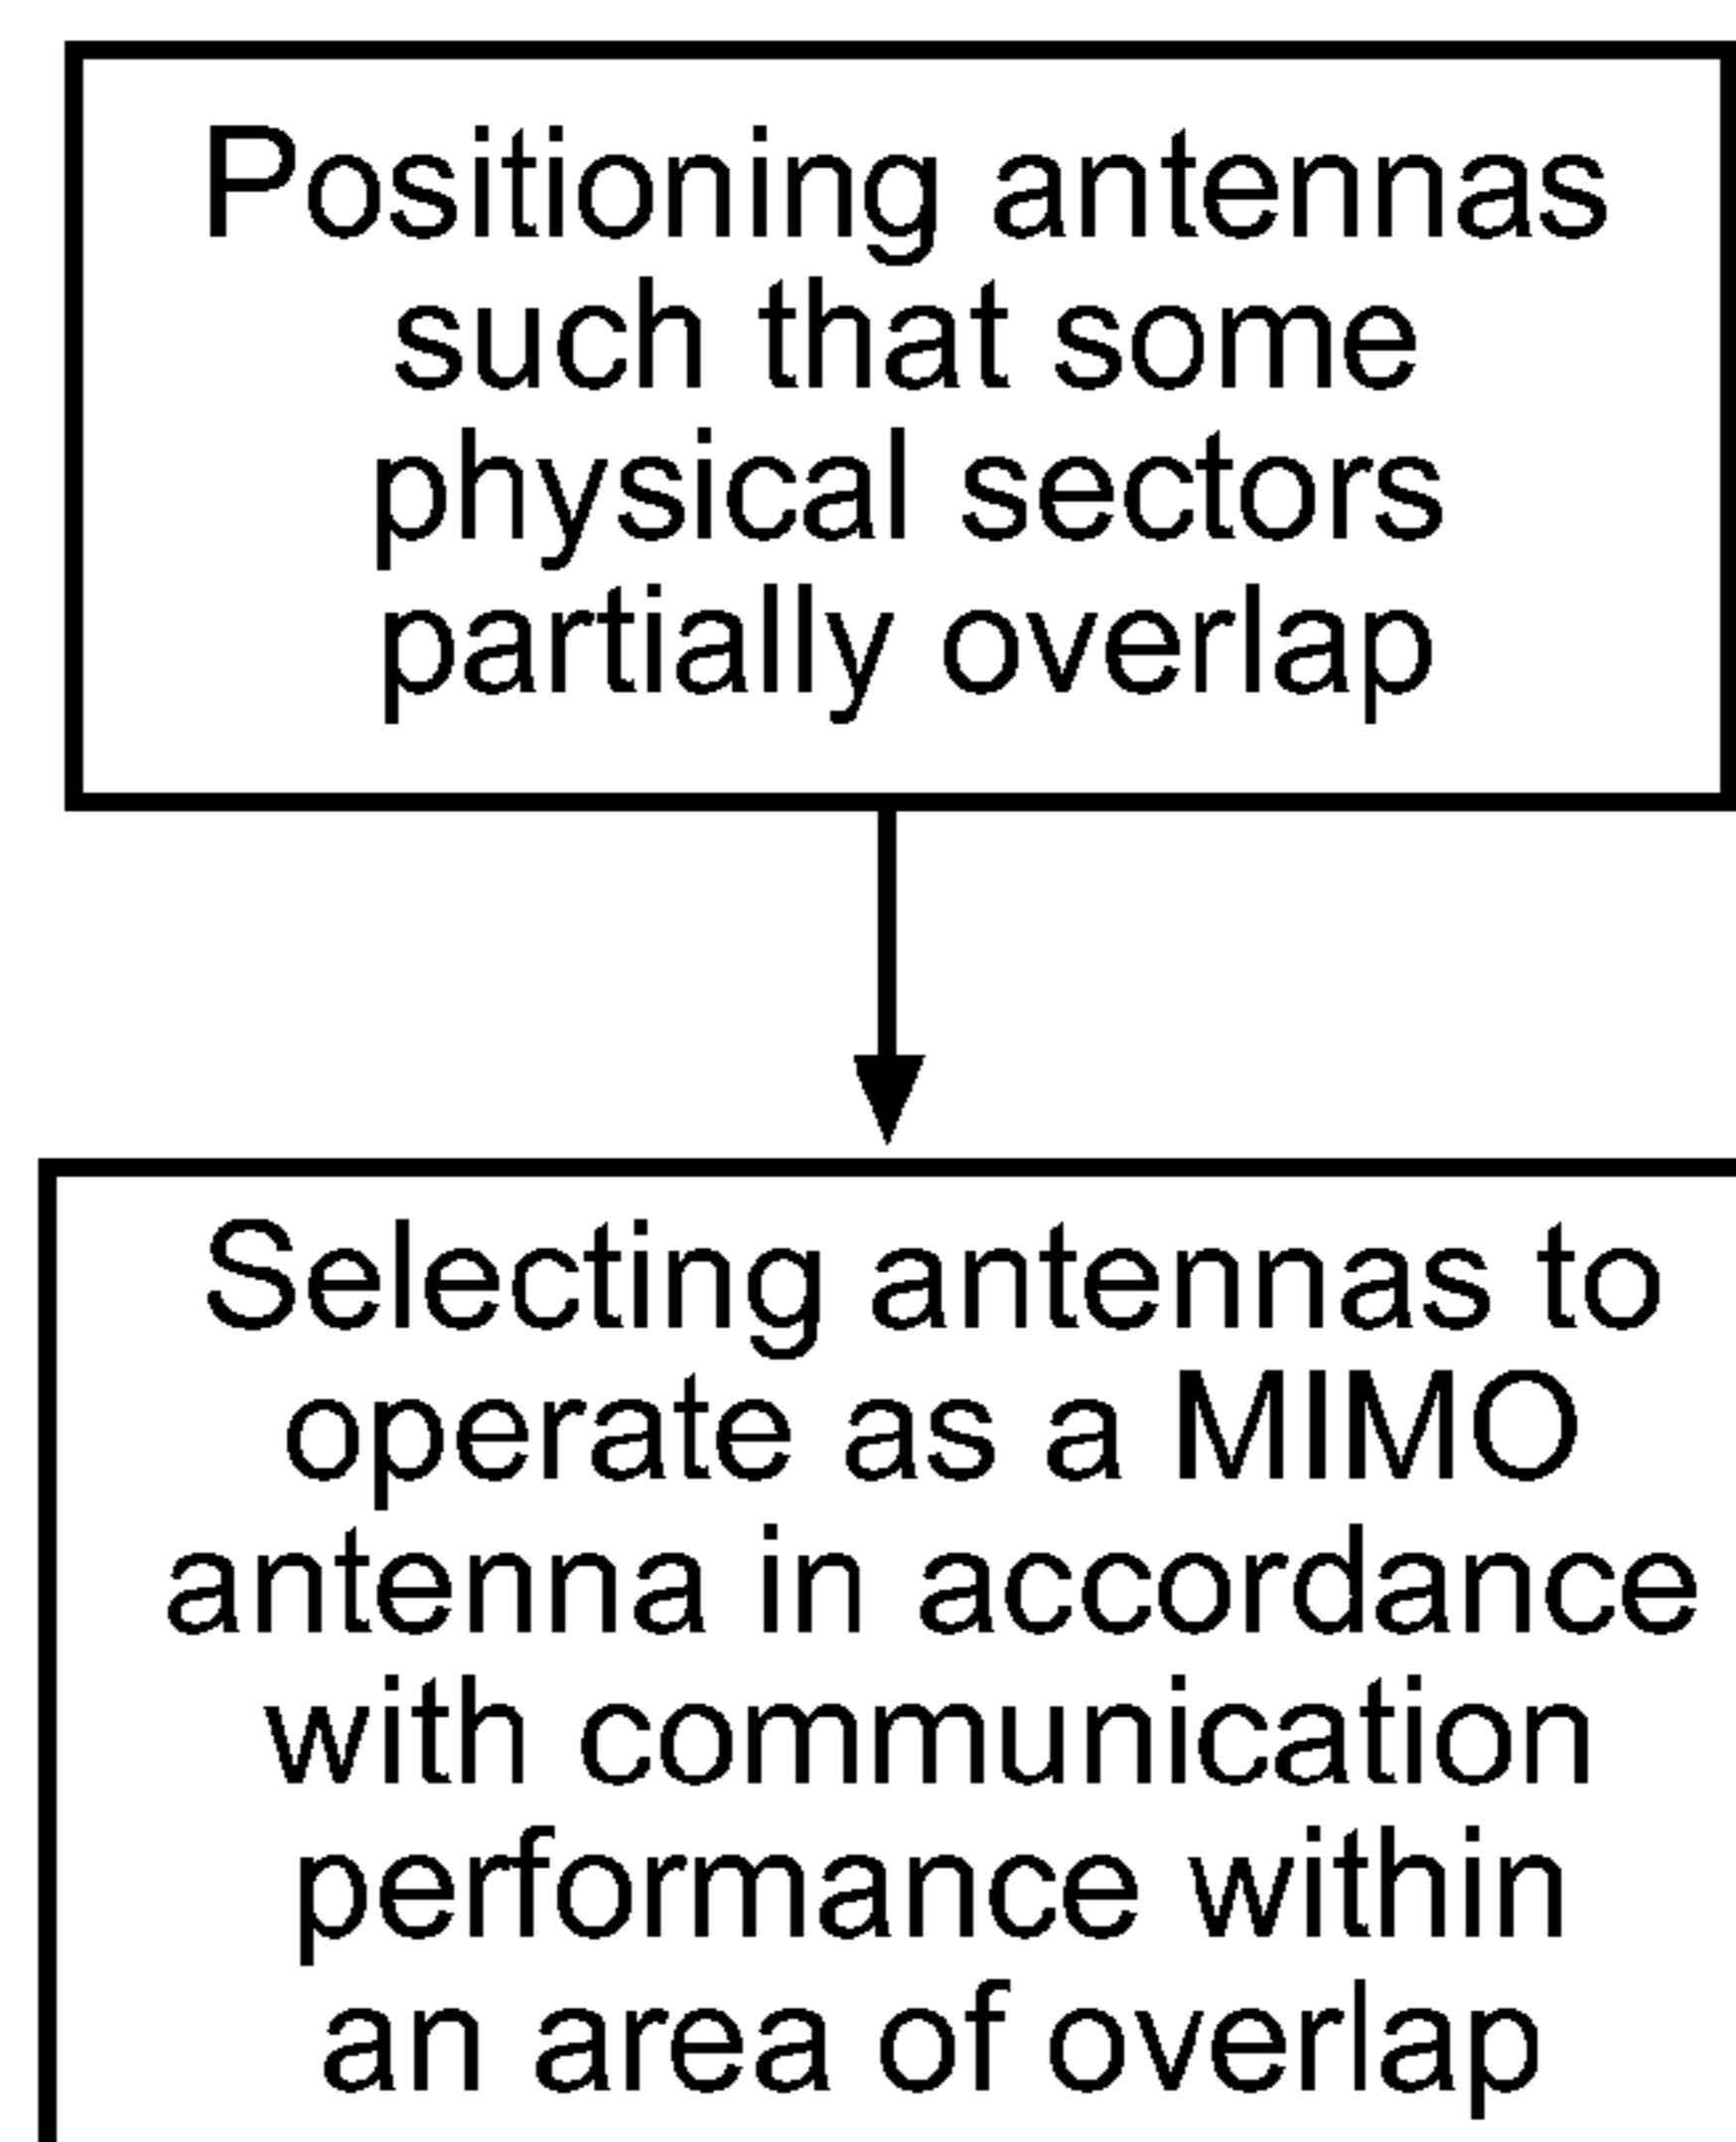 Positioning antennas
such that some
physical sectors
partially overlap
Selecting antennas to
operate as a MIMO
antenna in accordance
with communication
performance within
an area of overlap